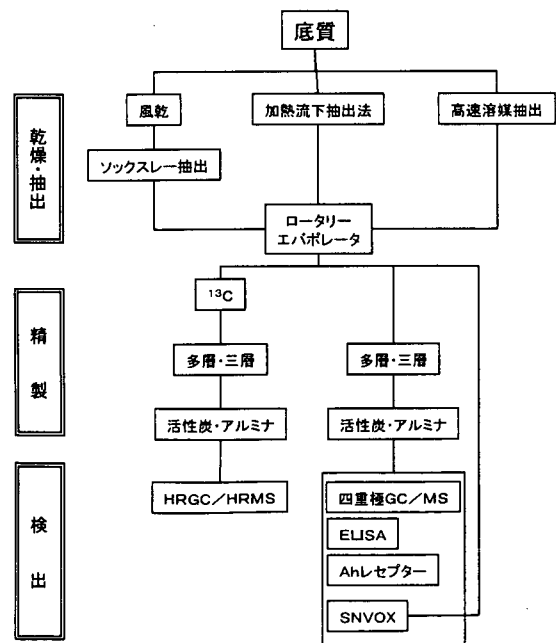 底質
乾燥・抽出
風乾
加熱流下抽出法
高速溶媒抽出
ソックスレー抽出
ロータリー
エバポレータ
精製
¹³C
多層・三層
多層・三層
活性炭・アルミナ
活性炭・アルミナ
検出
HRGC/HRMS
四重極GC/MS
ELISA
Ahレセプター
SNVOX